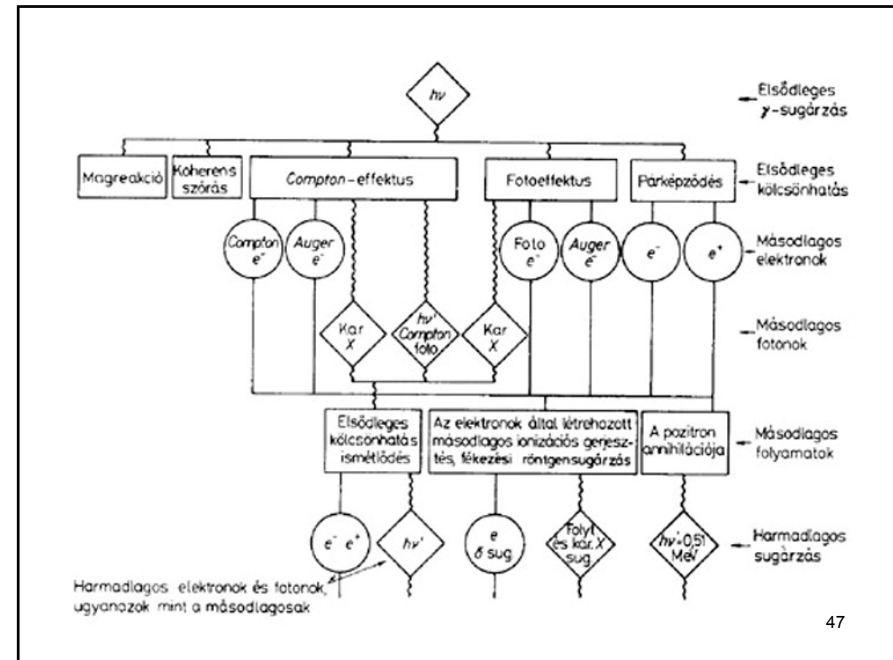 hν
Elsődleges
γ-sugárzás
Magreakció
Koherens
szórás
Compton-effektus
Fotoeffektus
Párképződés
Elsődleges
kölcsönhatás
Compton
e⁻
Auger
e⁻
Foto
e⁻
Auger
e⁻
e⁻
e⁺
Másodlagos
elektronok
Kar
X
hν'
Compton
foto
Kar
X
Másodlagos
fotonok
Elsődleges
kölcsönhatás
ismétlődés
Az elektronok által létrehozott
másodlagos ionizációs gerjesz-
tés, fékezési röntgensugárzás
A pozitron
annihilációja
Másodlagos
folyamatok
e⁻ e⁺
hν'
e
δ sug
Folyt
és kar. X
sug
hν'=0,51
MeV
Harmadlagos
sugárzás
Harmadlagos elektronok és fotonok,
ugyanazok mint a másodlagosak
47